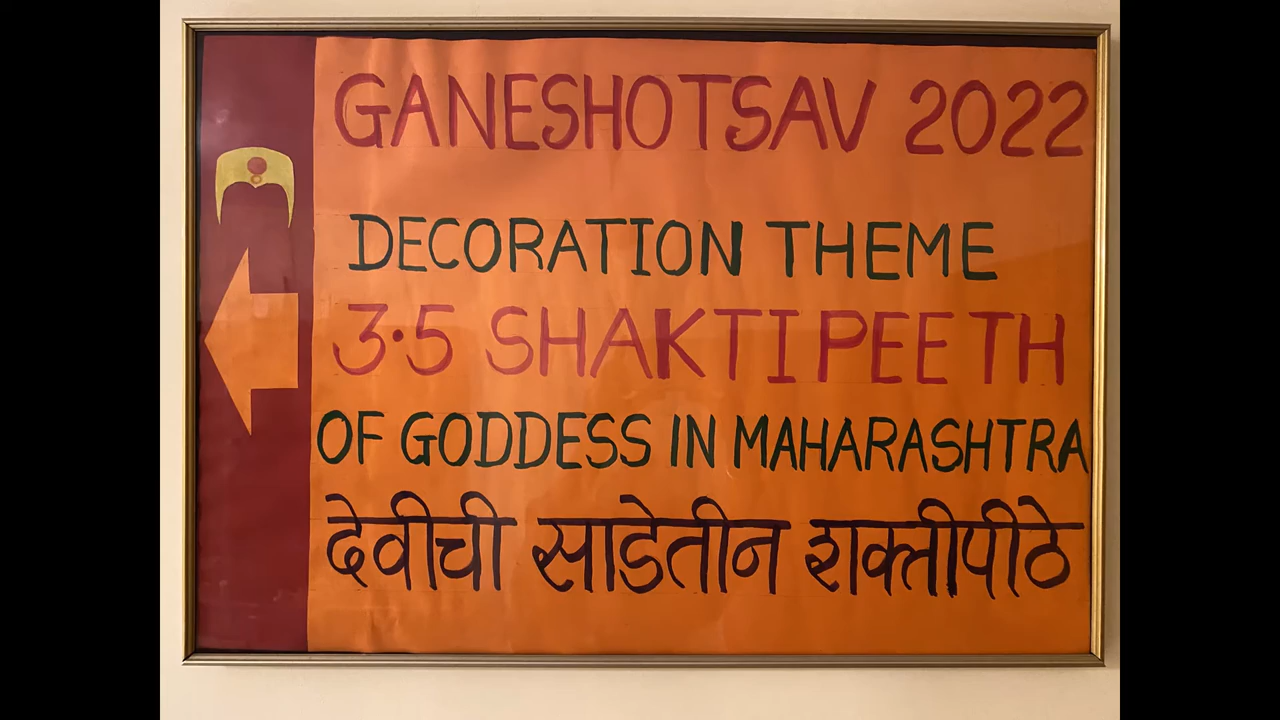 GANESHOTSAV 2022
DECORATION THEME
3.5 SHAKTIPEETH
OF GODDESS IN MAHARASHTRA
देवीची साडेतीन शक्तीपीठे